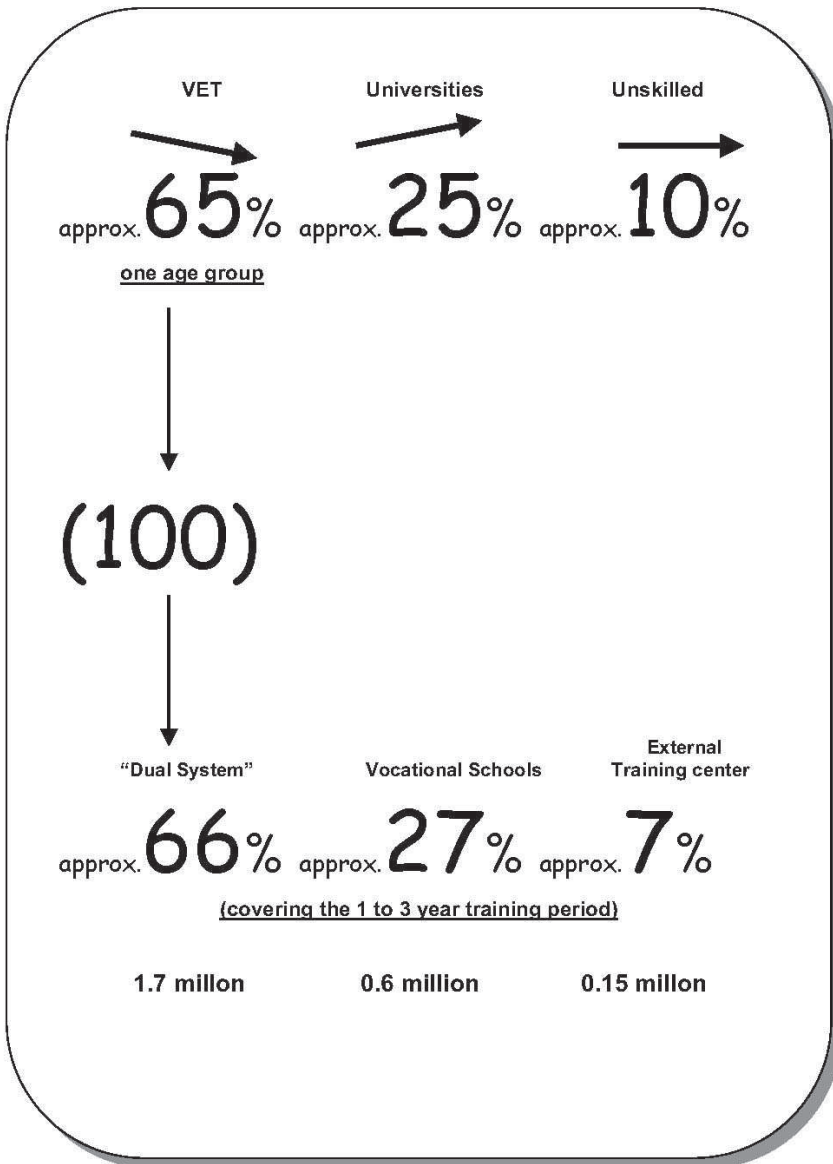 VET Universities Unskilled
approx. 65% approx. 25% approx. 10%
one age group
(100)
External
"Dual System" Vocational Schools Training center
approx. 66% approx. 27% approx. 7%
(covering the 1 to 3 year training period)
1.7 millon 0.6 million 0.15 millon